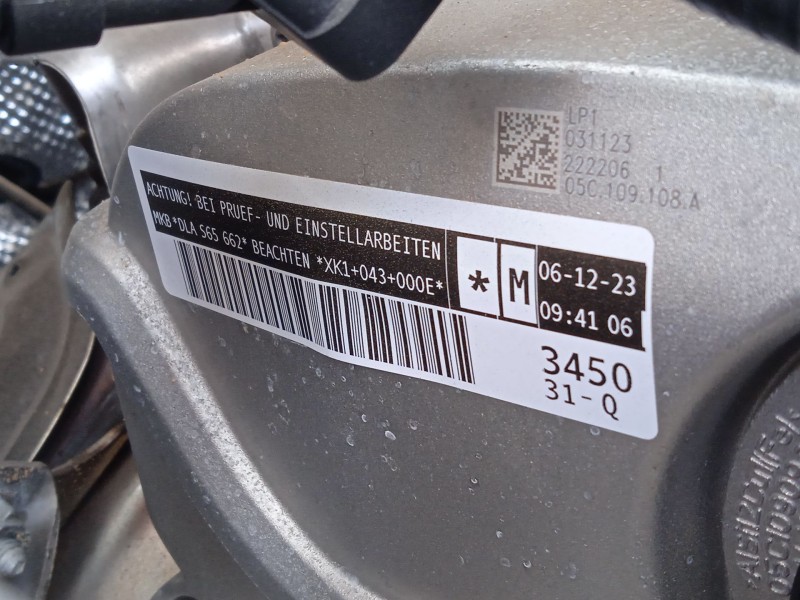 LP1
031123
222206 1
05C.109.108.A
ACHTUNG! BEI PRUEF- UND EINSTELLARBEITEN
MKB*DLA S65 662* BEACHTEN *XK1+043+000E*
* M
06-12-23
09:41 06
3450
31-Q